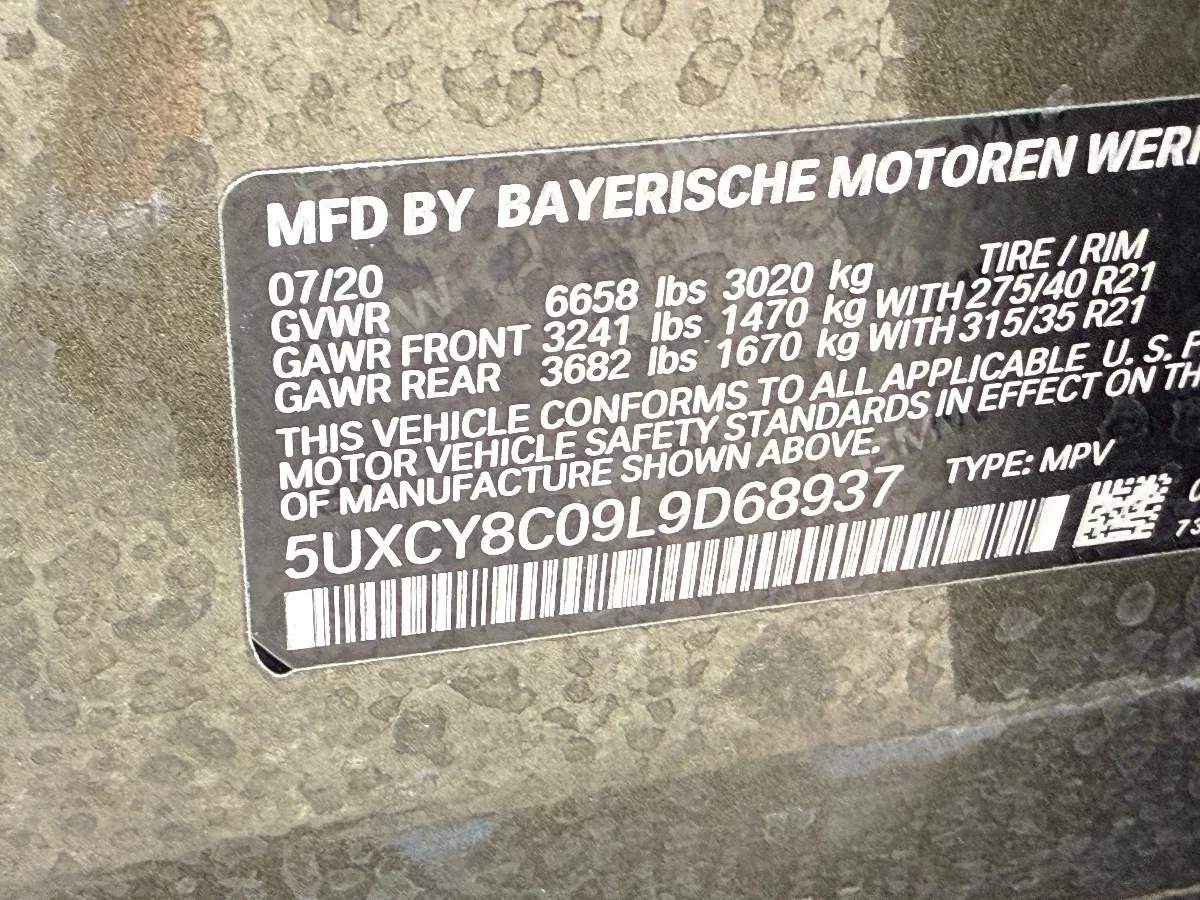 MFD BY BAYERISCHE MOTOREN
07/20 TIRE / RIM
GVWR 6658 lbs 3020 kg
GAWR FRONT 3241 lbs 1470 kg WITH 275/40 R21
GAWR REAR 3682 lbs 1670 kg WITH 315/35 R21
THIS VEHICLE CONFORMS TO ALL APPLICABLE U. S.
MOTOR VEHICLE SAFETY STANDARDS IN EFFECT ON
OF MANUFACTURE SHOWN ABOVE.
5UXCY8C09L9D68937 TYPE: MPV